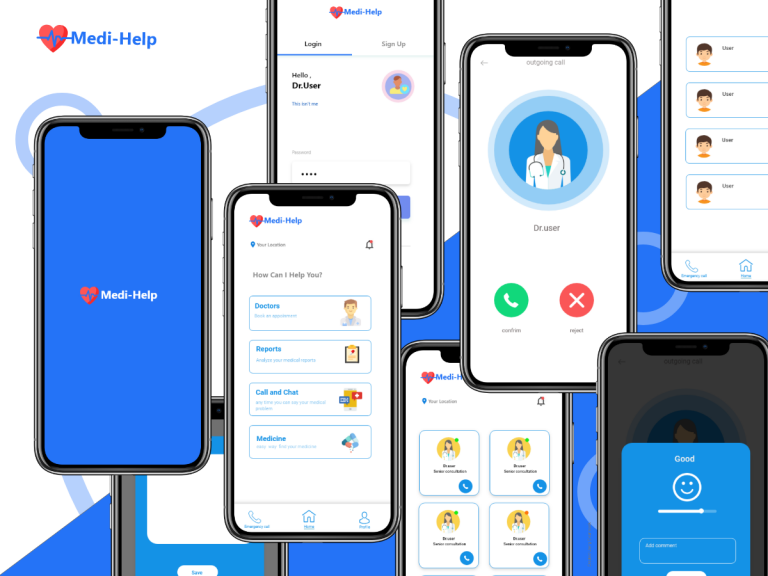 Medi-Help
Medi-Help
Medi-Help
Login
Sign Up
Hello ,
Dr.User
This isn't me
Password
Medi-Help
Your Location
How Can I Help You?
Doctors
Book an appointment
Reports
Analyze your medical reports
Call and Chat
any time you can say your medical
problem
Medicine
Easy way find your medicine
Emergency call
Home
Profile
outgoing call
Dr.user
confirm
reject
User
User
User
User
Emergency call
Home
Medi-H
Your Location
Dr.user
Senior consultation
Dr.user
Senior consultation
Dr.user
Senior consultation
Dr.user
Senior consultation
outgoing call
Good
Add comment
Save